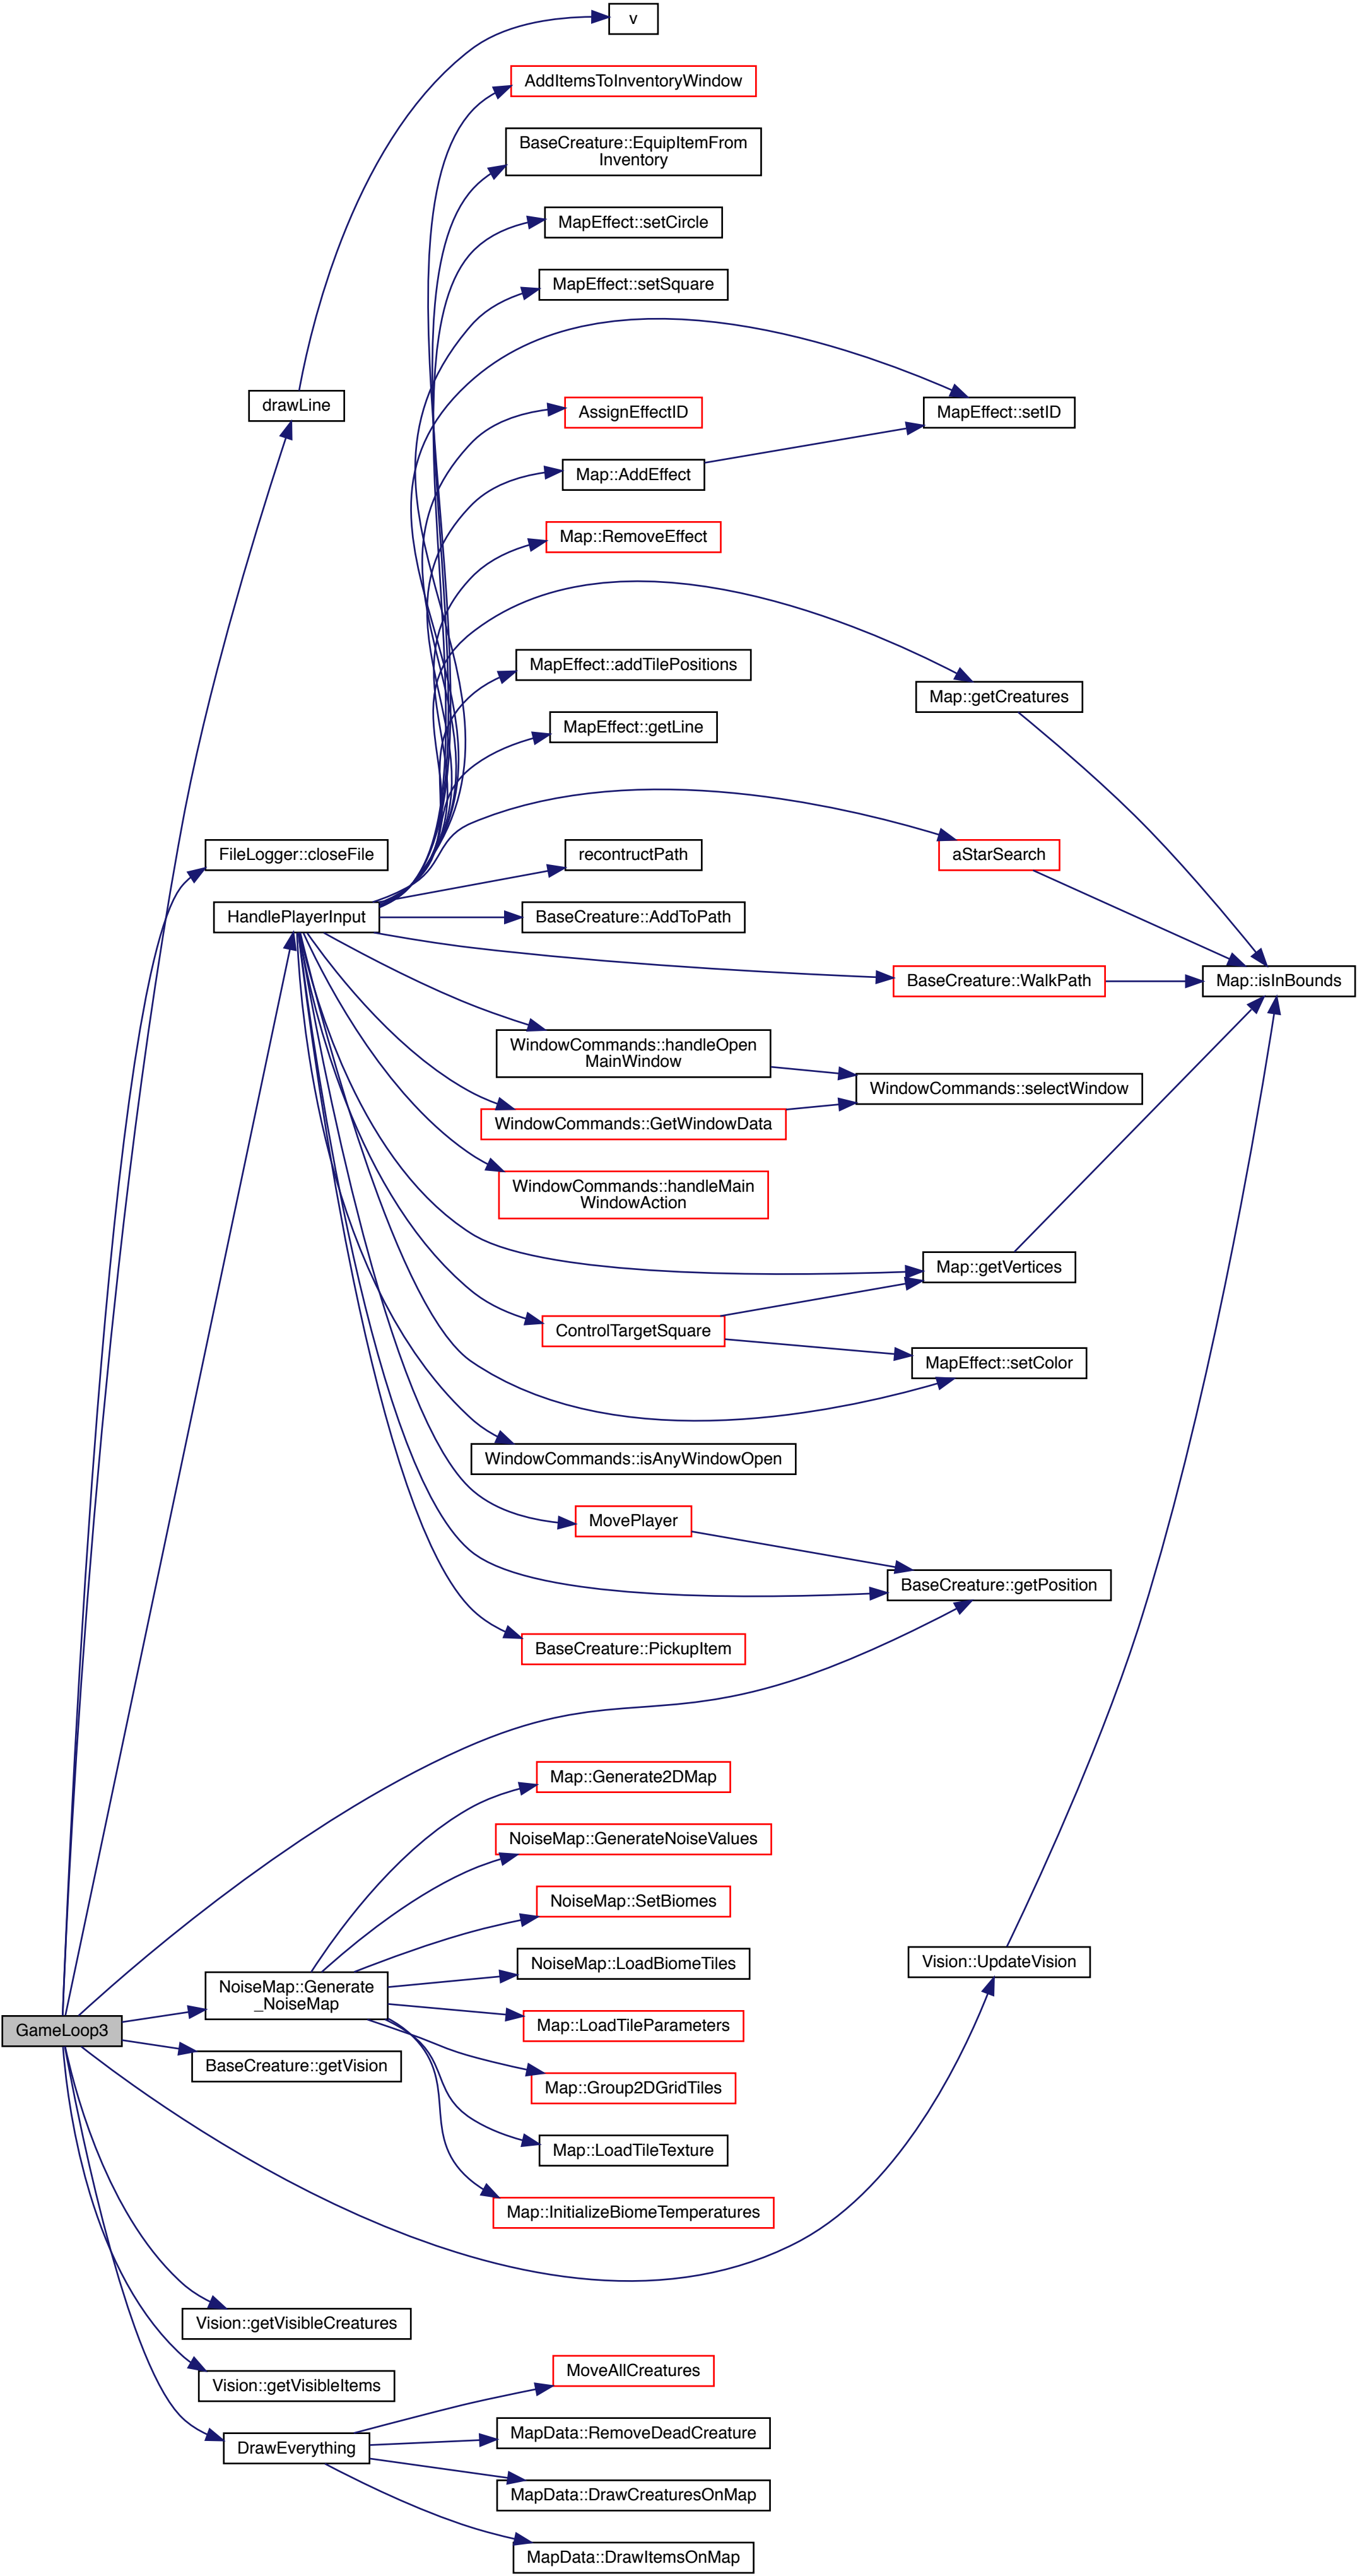 v
AddItemsToInventoryWindow
BaseCreature::EquipItemFrom
Inventory
MapEffect::setCircle
MapEffect::setSquare
drawLine
AssignEffectID
MapEffect::setID
Map::AddEffect
Map::RemoveEffect
MapEffect::addTilePositions
Map::getCreatures
MapEffect::getLine
FileLogger::closeFile
recontructPath
aStarSearch
HandlePlayerInput
BaseCreature::AddToPath
BaseCreature::WalkPath
Map::isInBounds
WindowCommands::handleOpen
MainWindow
WindowCommands::selectWindow
WindowCommands::GetWindowData
WindowCommands::handleMain
WindowAction
Map::getVertices
ControlTargetSquare
MapEffect::setColor
WindowCommands::isAnyWindowOpen
MovePlayer
BaseCreature::getPosition
BaseCreature::PickupItem
Map::Generate2DMap
NoiseMap::GenerateNoiseValues
NoiseMap::SetBiomes
NoiseMap::LoadBiomeTiles
Vision::UpdateVision
NoiseMap::Generate
_NoiseMap
Map::LoadTileParameters
GameLoop3
BaseCreature::getVision
Map::Group2DGridTiles
Map::LoadTileTexture
Map::InitializeBiomeTemperatures
Vision::getVisibleCreatures
Vision::getVisibleItems
MoveAllCreatures
MapData::RemoveDeadCreature
DrawEverything
MapData::DrawCreaturesOnMap
MapData::DrawItemsOnMap